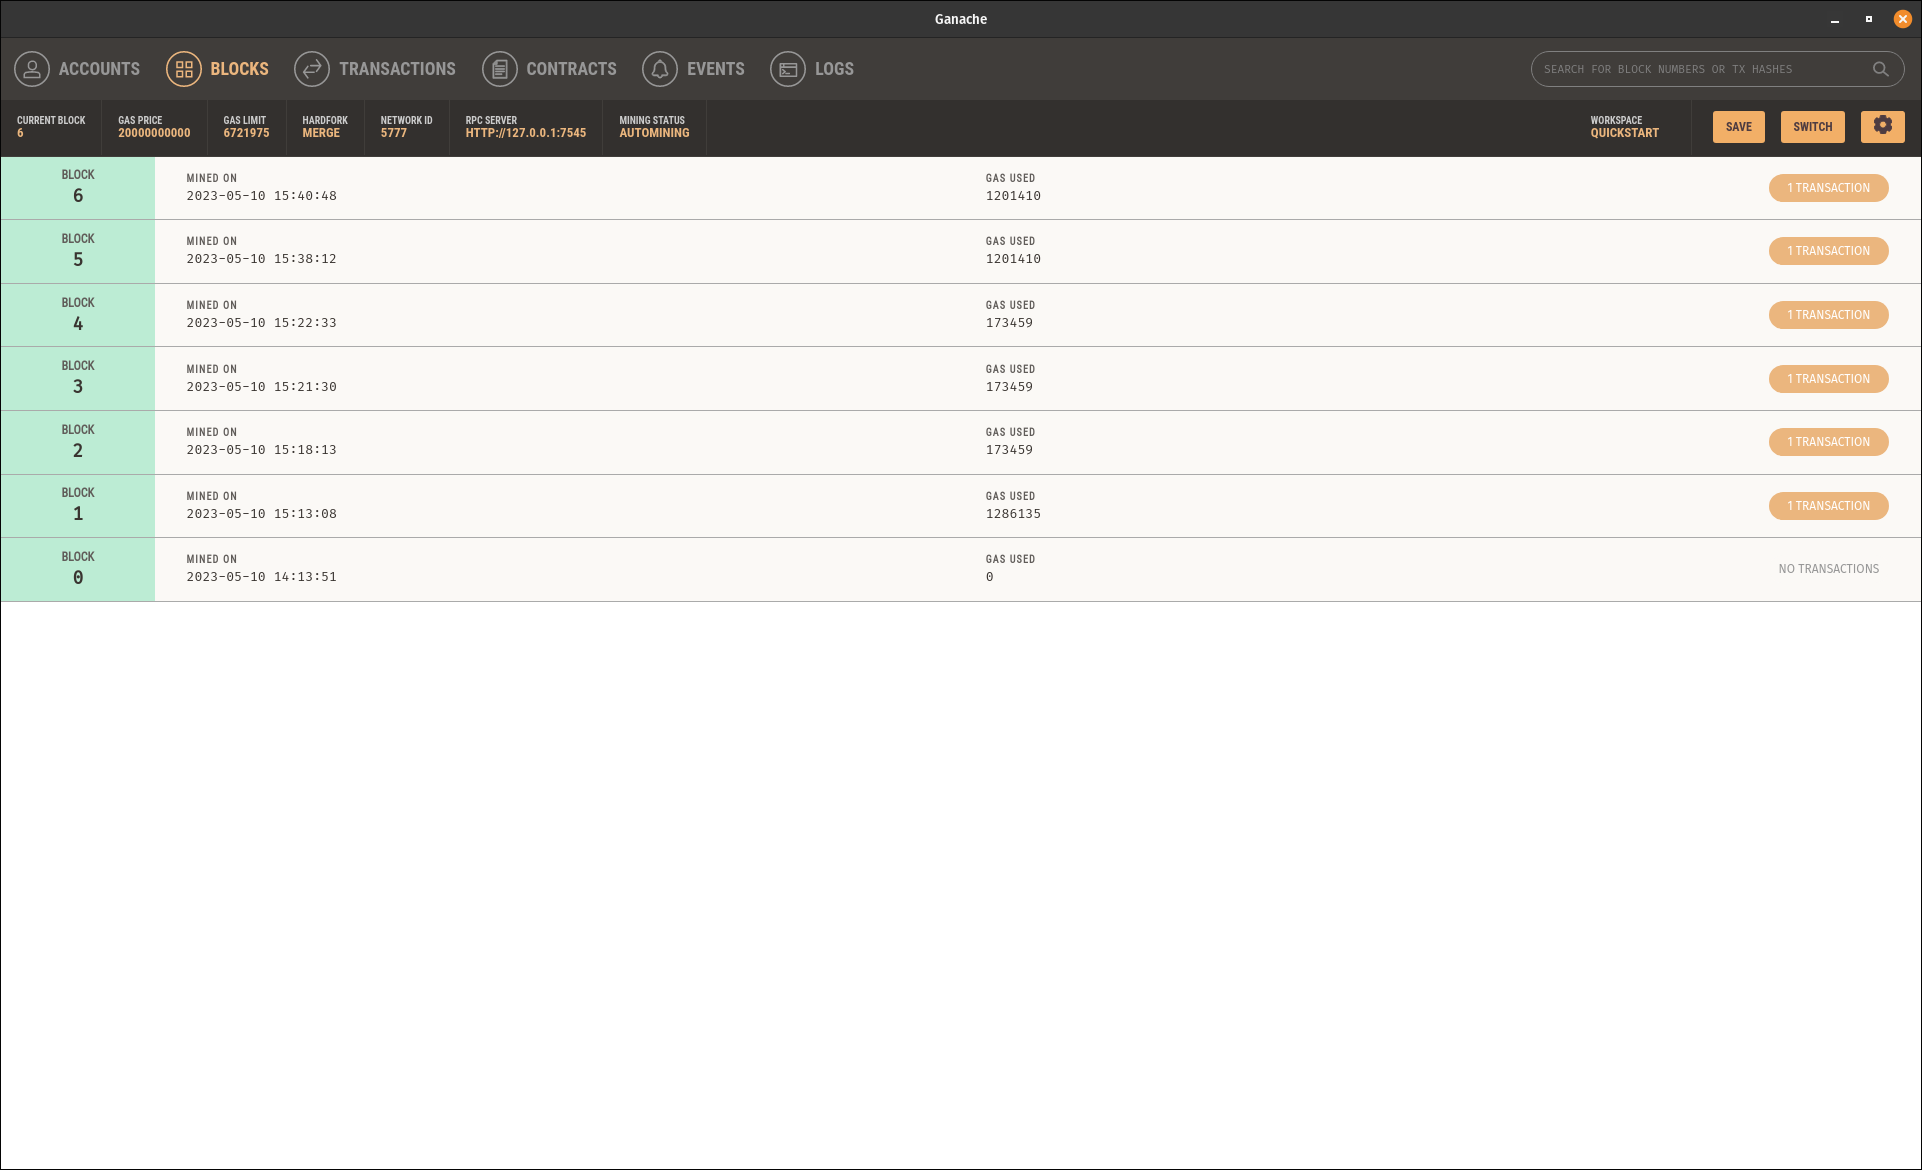 Ganache
ACCOUNTS BLOCKS TRANSACTIONS CONTRACTS EVENTS LOGS SEARCH FOR BLOCK NUMBERS OR TX HASHES
CURRENT BLOCK GAS PRICE GAS LIMIT HARDFORK NETWORK ID RPC SERVER MINING STATUS WORKSPACE
6 20000000000 6721975 MERGE 5777 HTTP://127.0.0.1:7545 AUTOMINING QUICKSTART SAVE SWITCH
BLOCK MINED ON GAS USED
6 2023-05-10 15:40:48 1201410 1 TRANSACTION
BLOCK MINED ON GAS USED
5 2023-05-10 15:38:12 1201410 1 TRANSACTION
BLOCK MINED ON GAS USED
4 2023-05-10 15:22:33 173459 1 TRANSACTION
BLOCK MINED ON GAS USED
3 2023-05-10 15:21:30 173459 1 TRANSACTION
BLOCK MINED ON GAS USED
2 2023-05-10 15:18:13 173459 1 TRANSACTION
BLOCK MINED ON GAS USED
1 2023-05-10 15:13:08 1286135 1 TRANSACTION
BLOCK MINED ON GAS USED
0 2023-05-10 14:13:51 0 NO TRANSACTIONS